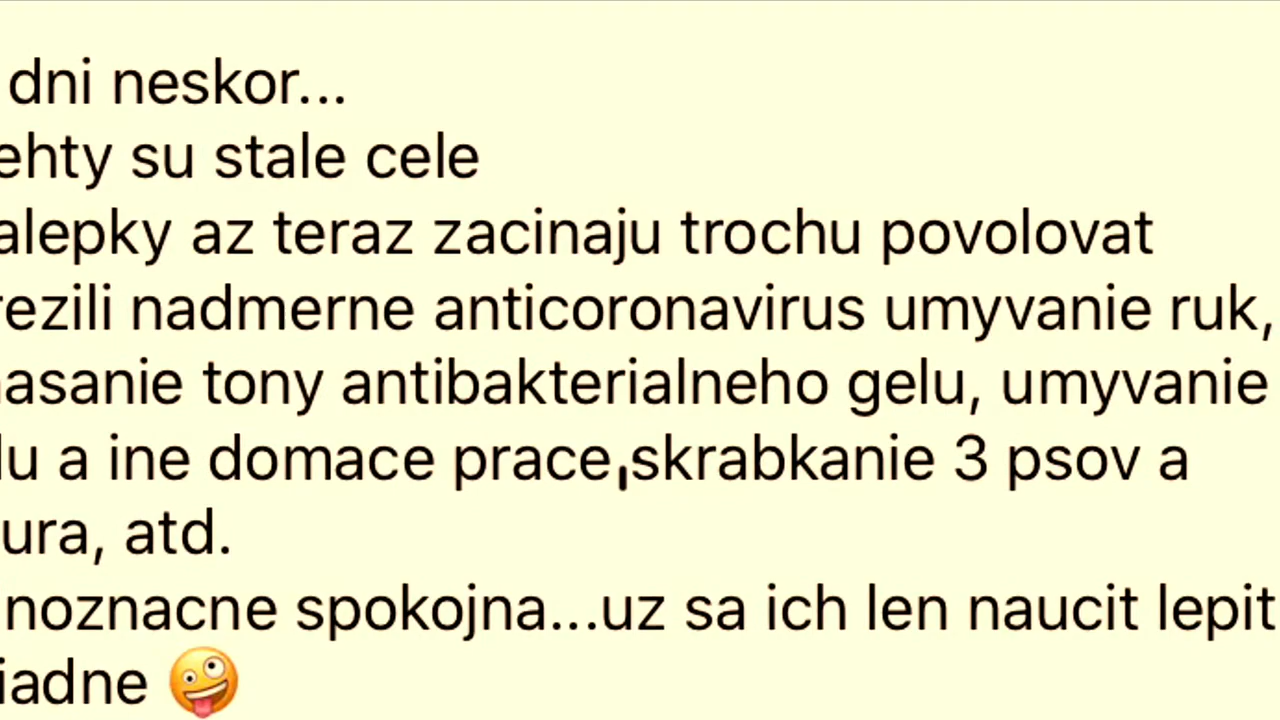 dni neskor...
ehty su stale cele
alepky az teraz zacinaju trochu povolovat
rezili nadmerne anticoronavirus umyvanie ruk,
asanie tony antibakterialneho gelu, umyvanie
u a ine domace prace,skrabkanie 3 psov a
ura, atd.
noznacne spokojna...uz sa ich len naucit lepit
iadne 🤪